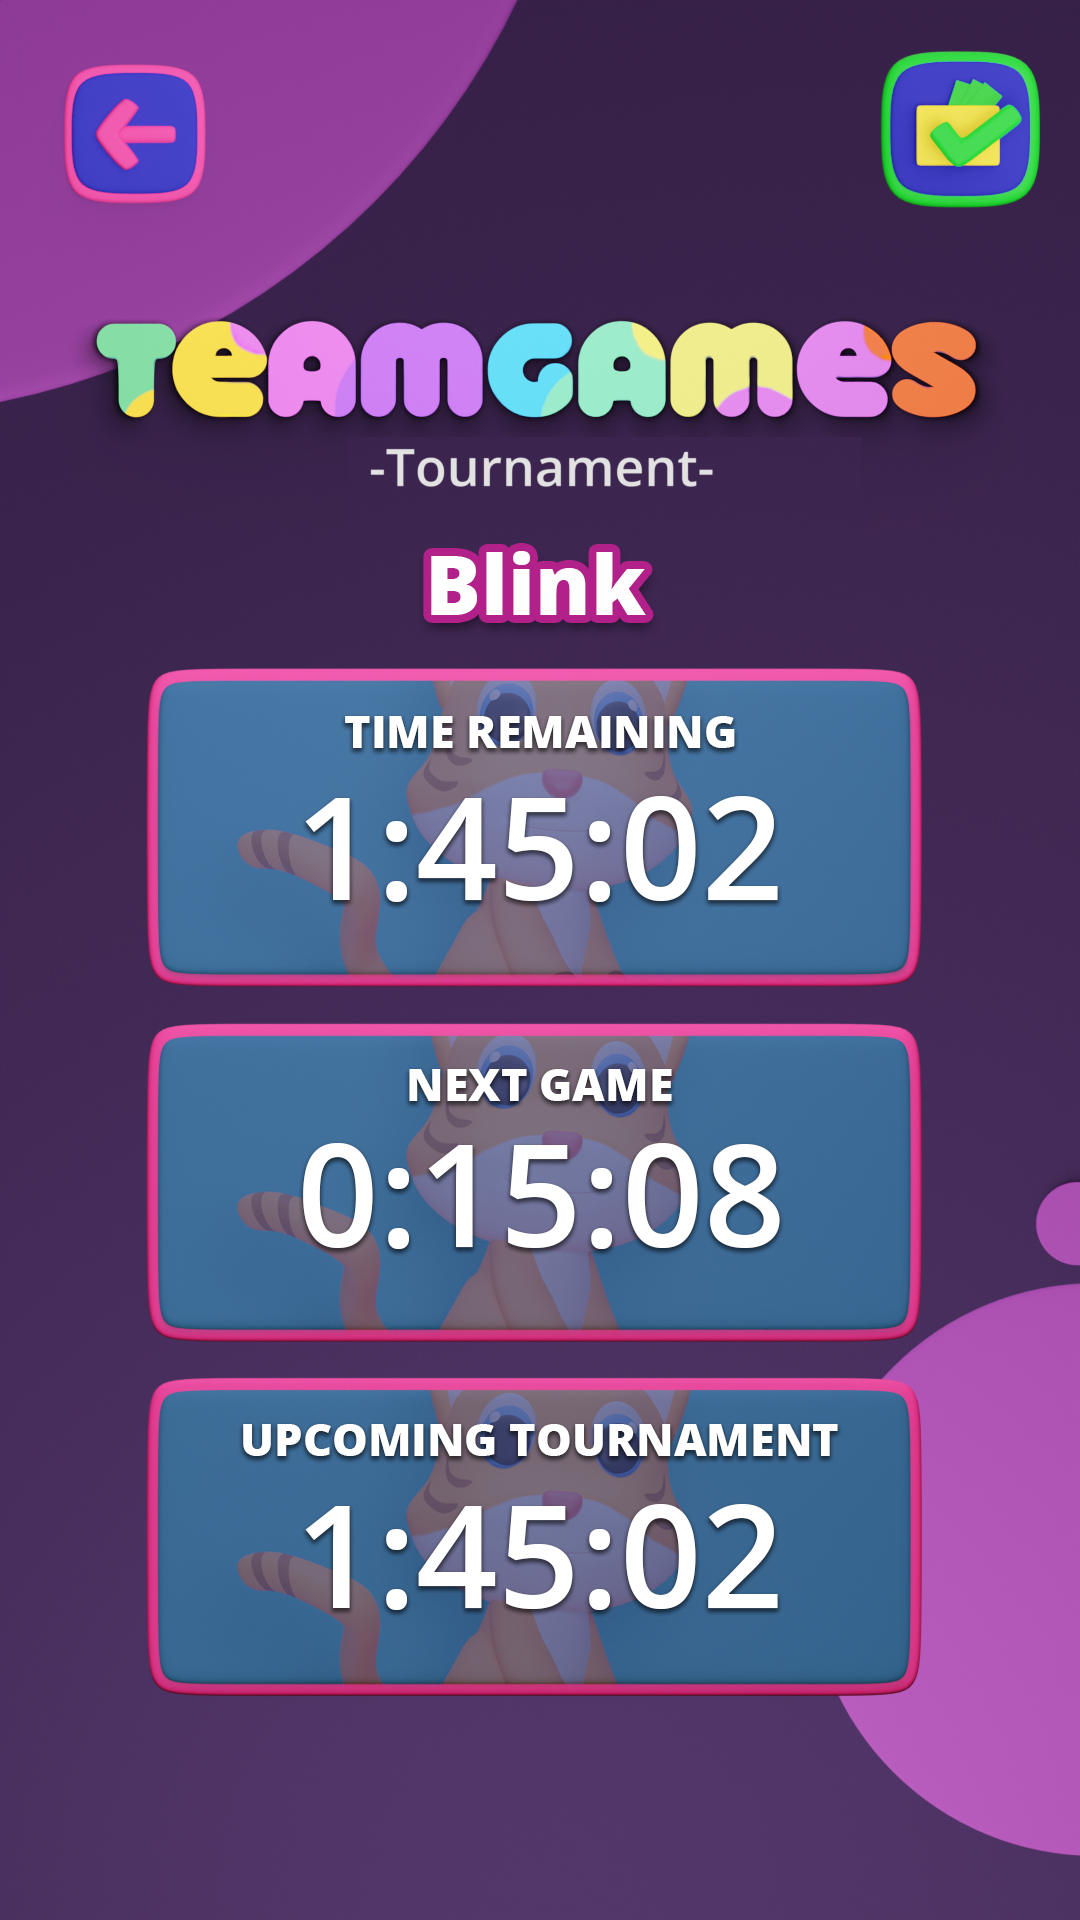 TEAMGAMES
-Tournament-
Blink
TIME REMAINING
1:45:02
NEXT GAME
0:15:08
UPCOMING TOURNAMENT
1:45:02